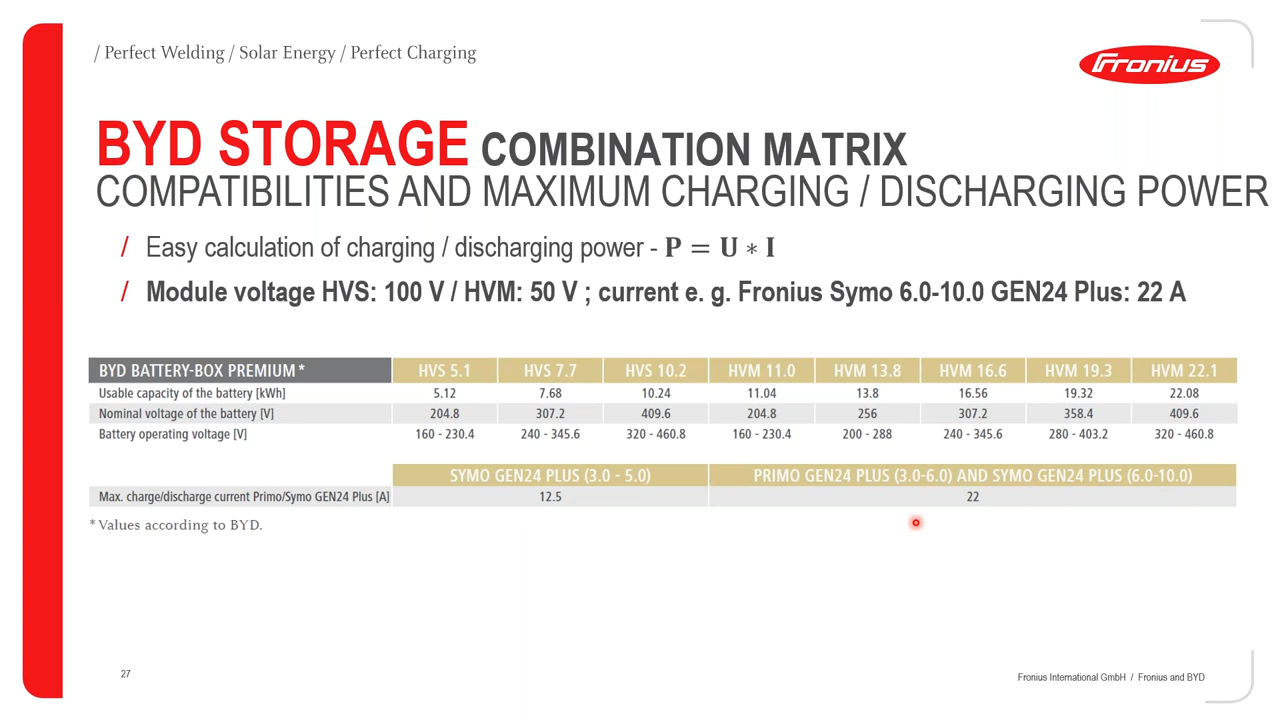 / Perfect Welding / Solar Energy / Perfect Charging
Fronius
BYD STORAGE COMBINATION MATRIX
COMPATIBILITIES AND MAXIMUM CHARGING / DISCHARGING POWER
/ Easy calculation of charging / discharging power - P = U ∗ I
/ Module voltage HVS: 100 V / HVM: 50 V ; current e. g. Fronius Symo 6.0-10.0 GEN24 Plus: 22 A
BYD BATTERY-BOX PREMIUM * HVS 5.1 HVS 7.7 HVS 10.2 HVM 11.0 HVM 13.8 HVM 16.6 HVM 19.3 HVM 22.1
Usable capacity of the battery [kWh] 5.12 7.68 10.24 11.04 13.8 16.56 19.32 22.08
Nominal voltage of the battery [V] 204.8 307.2 409.6 204.8 256 307.2 358.4 409.6
Battery operating voltage [V] 160 - 230.4 240 - 345.6 320 - 460.8 160 - 230.4 200 - 288 240 - 345.6 280 - 403.2 320 - 460.8
SYMO GEN24 PLUS (3.0 - 5.0) PRIMO GEN24 PLUS (3.0-6.0) AND SYMO GEN24 PLUS (6.0-10.0)
Max. charge/discharge current Primo/Symo GEN24 Plus [A] 12.5 22
* Values according to BYD.
27
Fronius International GmbH / Fronius and BYD